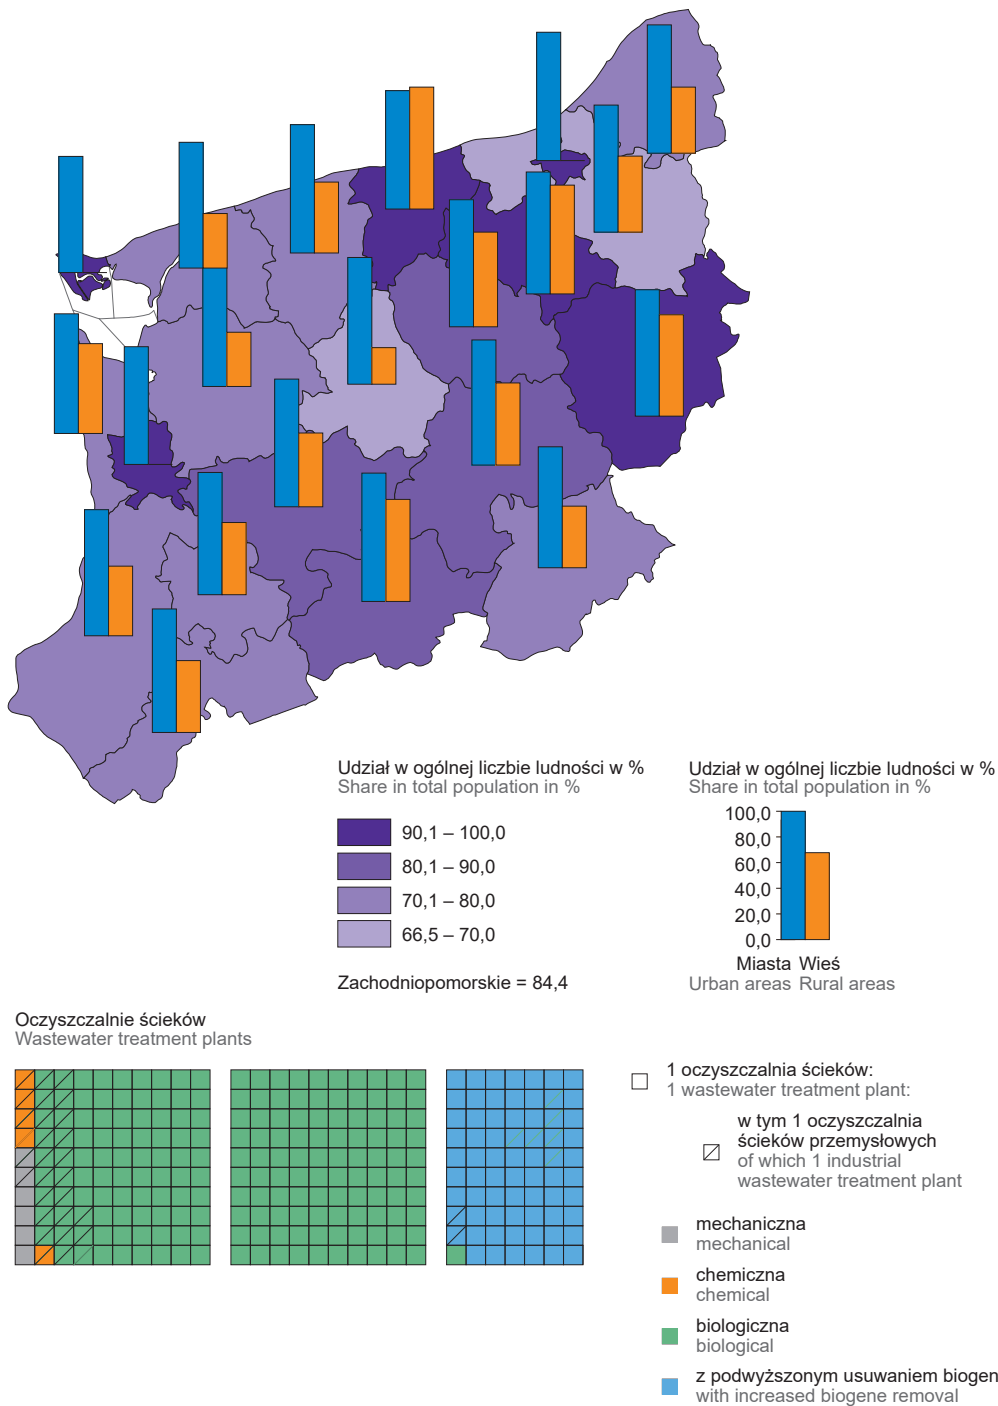 Udział w ogólnej liczbie ludności w %
Share in total population in %
90,1 – 100,0
80,1 – 90,0
70,1 – 80,0
66,5 – 70,0
Zachodniopomorskie = 84,4
Udział w ogólnej liczbie ludności w %
Share in total population in %
100,0
80,0
60,0
40,0
20,0
0,0
Miasta Wieś
Urban areas Rural areas
Oczyszczalnie ścieków
Wastewater treatment plants
1 oczyszczalnia ścieków:
1 wastewater treatment plant:
w tym 1 oczyszczalnia
ścieków przemysłowych
of which 1 industrial
wastewater treatment plant
mechaniczna
mechanical
chemiczna
chemical
biologiczna
biological
z podwyższonym usuwaniem biogen
with increased biogene removal